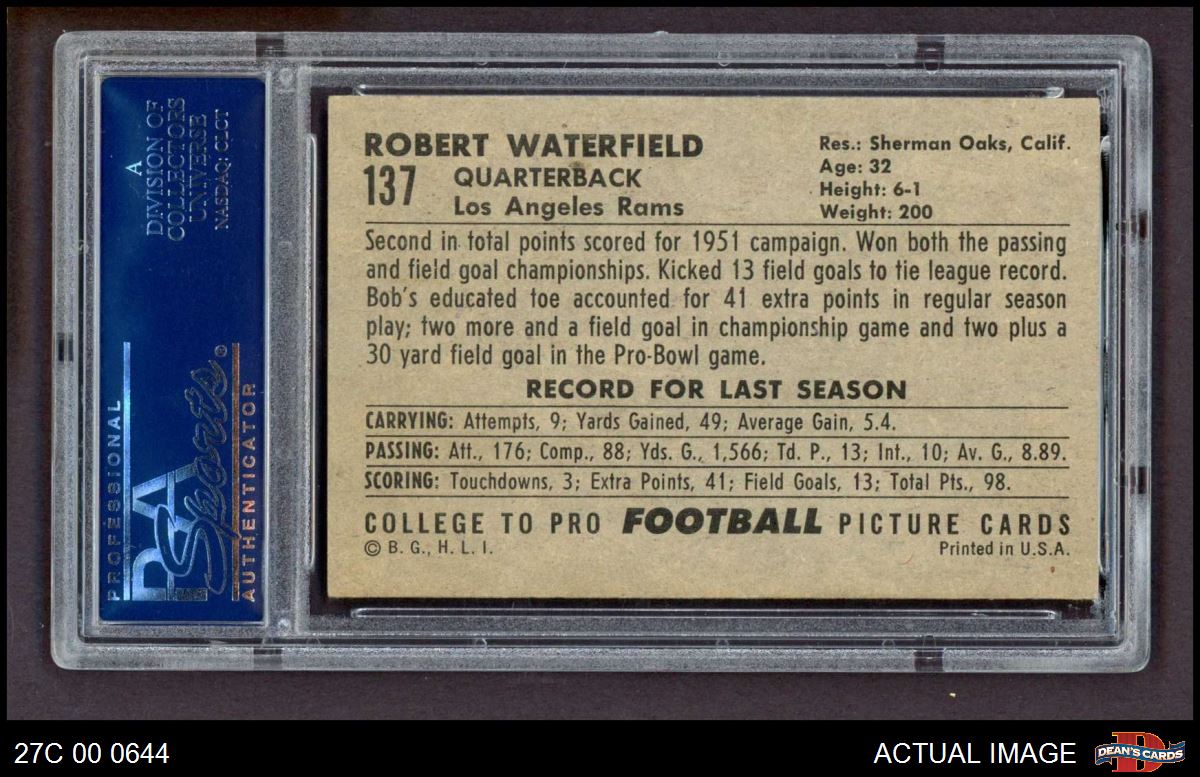 A
DIVISION OF
COLLECTORS
UNIVERSE
NASDAQ: CLCT
PROFESSIONAL
PSA
Sports®
AUTHENTICATOR
ROBERT WATERFIELD
137
QUARTERBACK
Los Angeles Rams
Res.: Sherman Oaks, Calif.
Age: 32
Height: 6-1
Weight: 200
Second in total points scored for 1951 campaign. Won both the passing
and field goal championships. Kicked 13 field goals to tie league record.
Bob's educated toe accounted for 41 extra points in regular season
play; two more and a field goal in championship game and two plus a
30 yard field goal in the Pro-Bowl game.
RECORD FOR LAST SEASON
CARRYING: Attempts, 9; Yards Gained, 49; Average Gain, 5.4.
PASSING: Att., 176; Comp., 88; Yds. G., 1,566; Td. P., 13; Int., 10; Av. G., 8.89.
SCORING: Touchdowns, 3; Extra Points, 41; Field Goals, 13; Total Pts., 98.
COLLEGE TO PRO FOOTBALL PICTURE CARDS
© B. G., H. L. I.
Printed in U.S.A.
27C 00 0644
ACTUAL IMAGE
D
DEAN'S CARDS